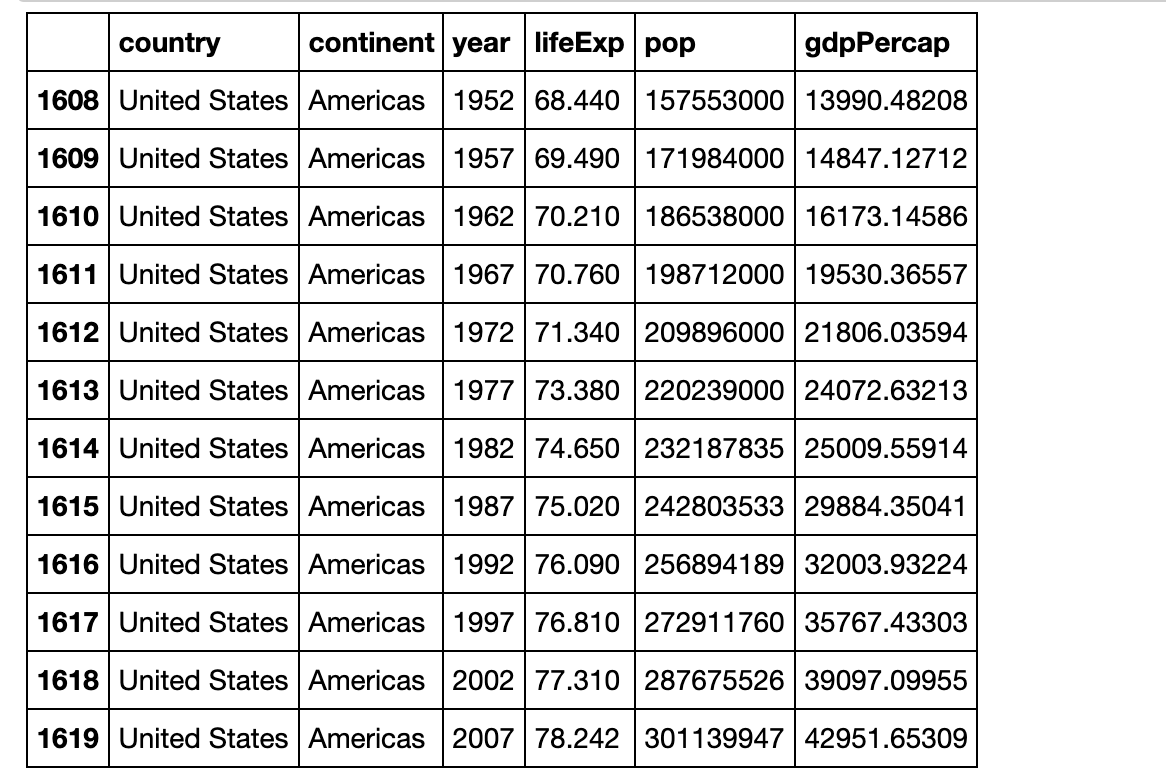 country continent year lifeExp pop gdpPercap
1608 United States Americas 1952 68.440 157553000 13990.48208
1609 United States Americas 1957 69.490 171984000 14847.12712
1610 United States Americas 1962 70.210 186538000 16173.14586
1611 United States Americas 1967 70.760 198712000 19530.36557
1612 United States Americas 1972 71.340 209896000 21806.03594
1613 United States Americas 1977 73.380 220239000 24072.63213
1614 United States Americas 1982 74.650 232187835 25009.55914
1615 United States Americas 1987 75.020 242803533 29884.35041
1616 United States Americas 1992 76.090 256894189 32003.93224
1617 United States Americas 1997 76.810 272911760 35767.43303
1618 United States Americas 2002 77.310 287675526 39097.09955
1619 United States Americas 2007 78.242 301139947 42951.65309